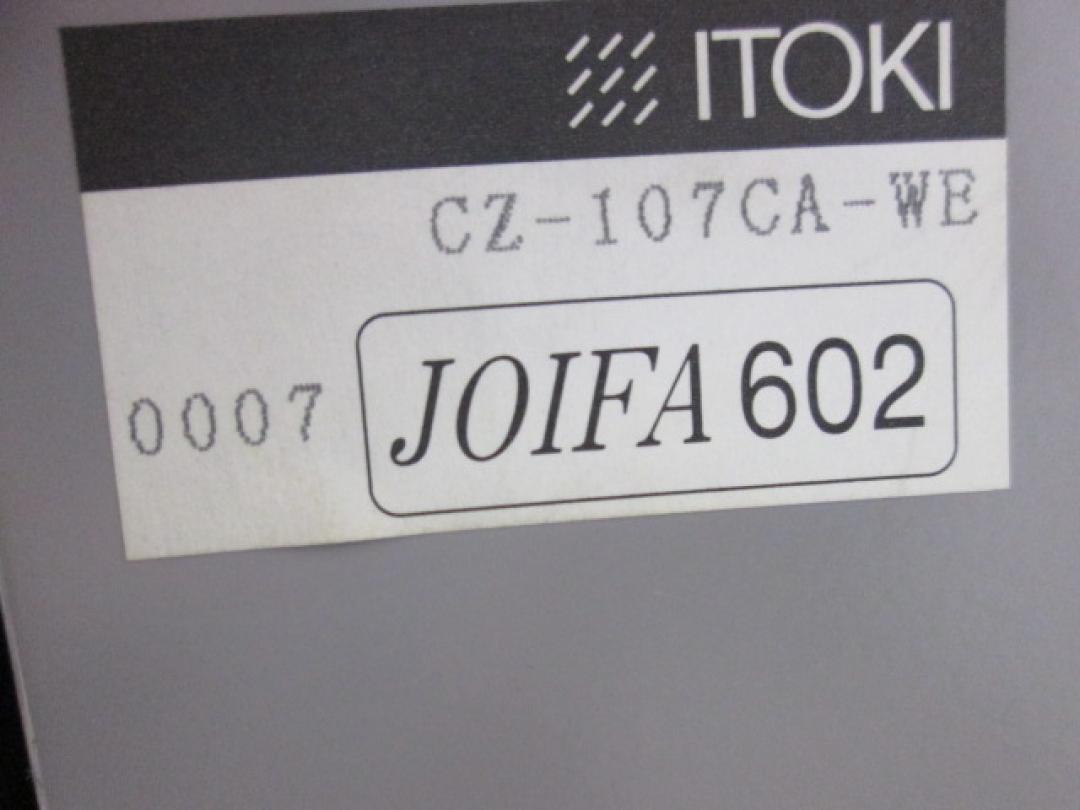 ITOKI
CZ-107CA-WE
0007
JOIFA 602